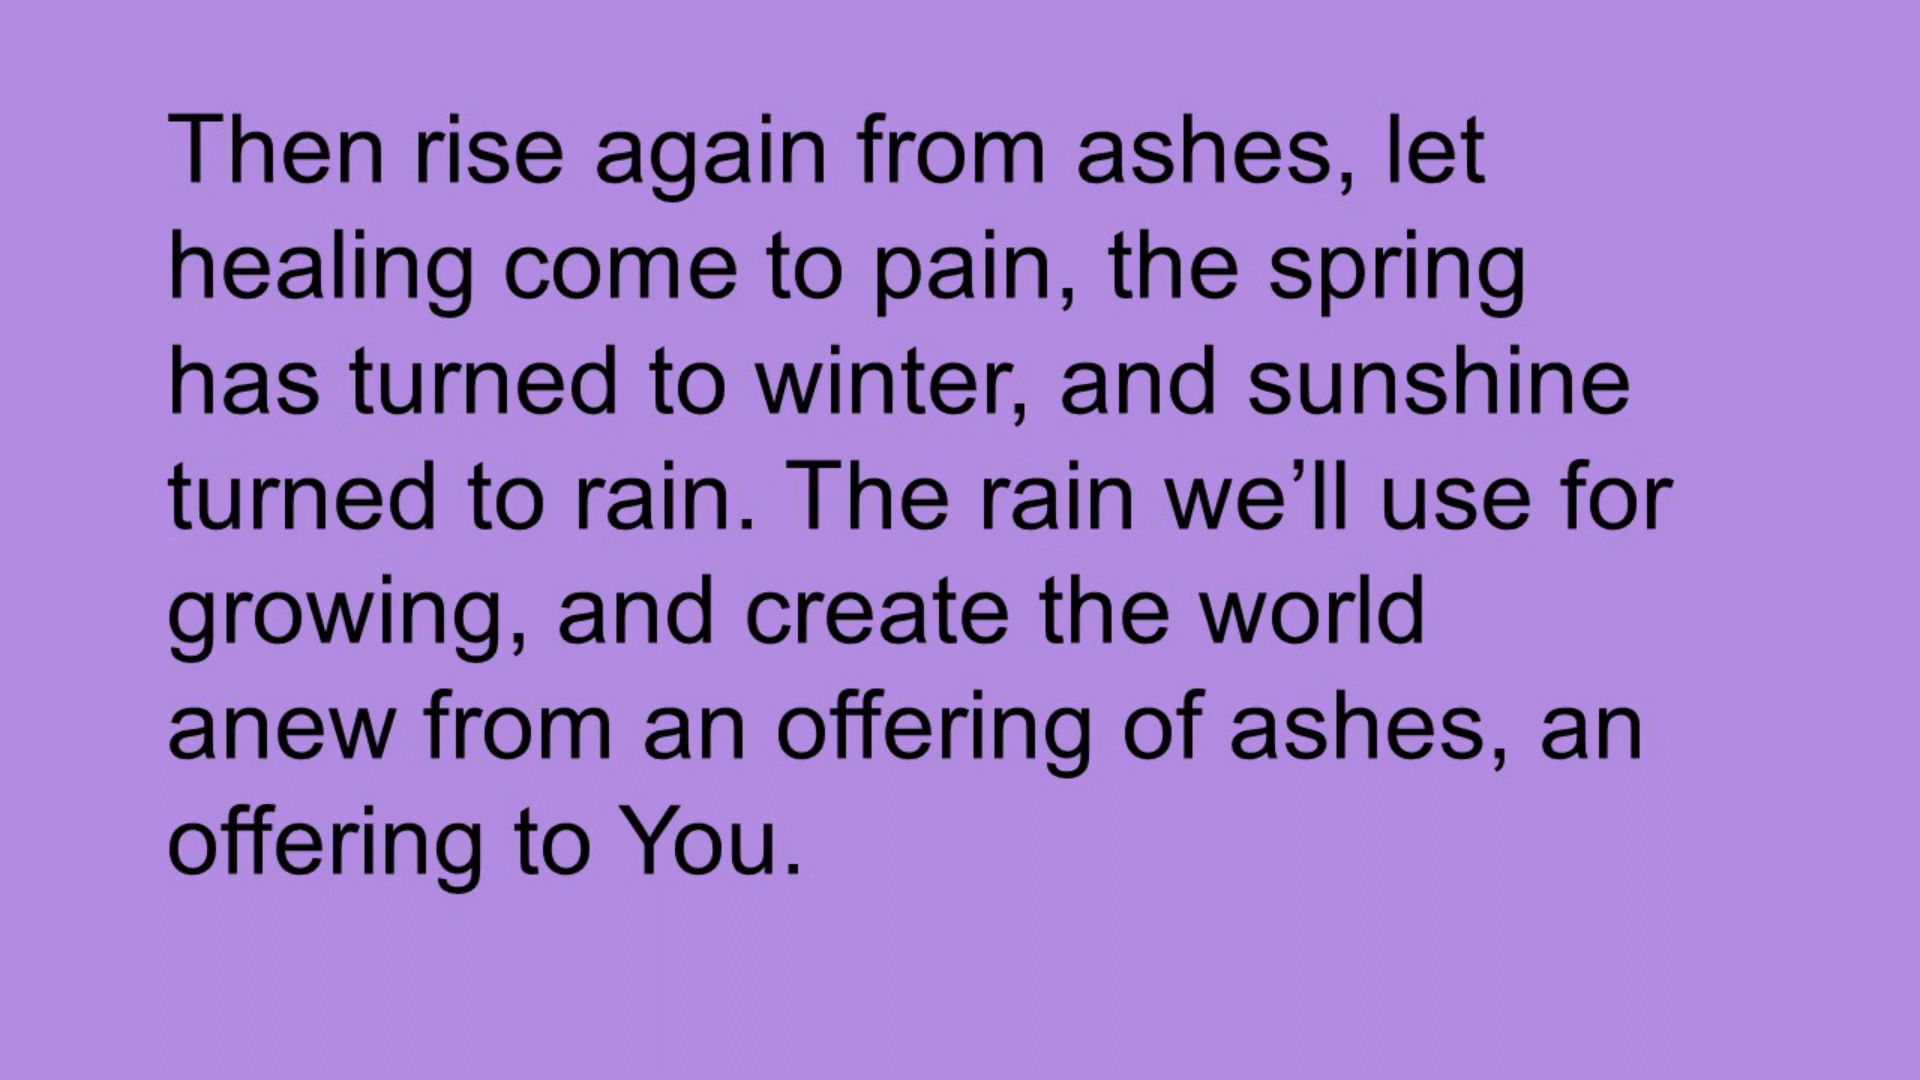 Then rise again from ashes, let
healing come to pain, the spring
has turned to winter, and sunshine
turned to rain. The rain we’ll use for
growing, and create the world
anew from an offering of ashes, an
offering to You.